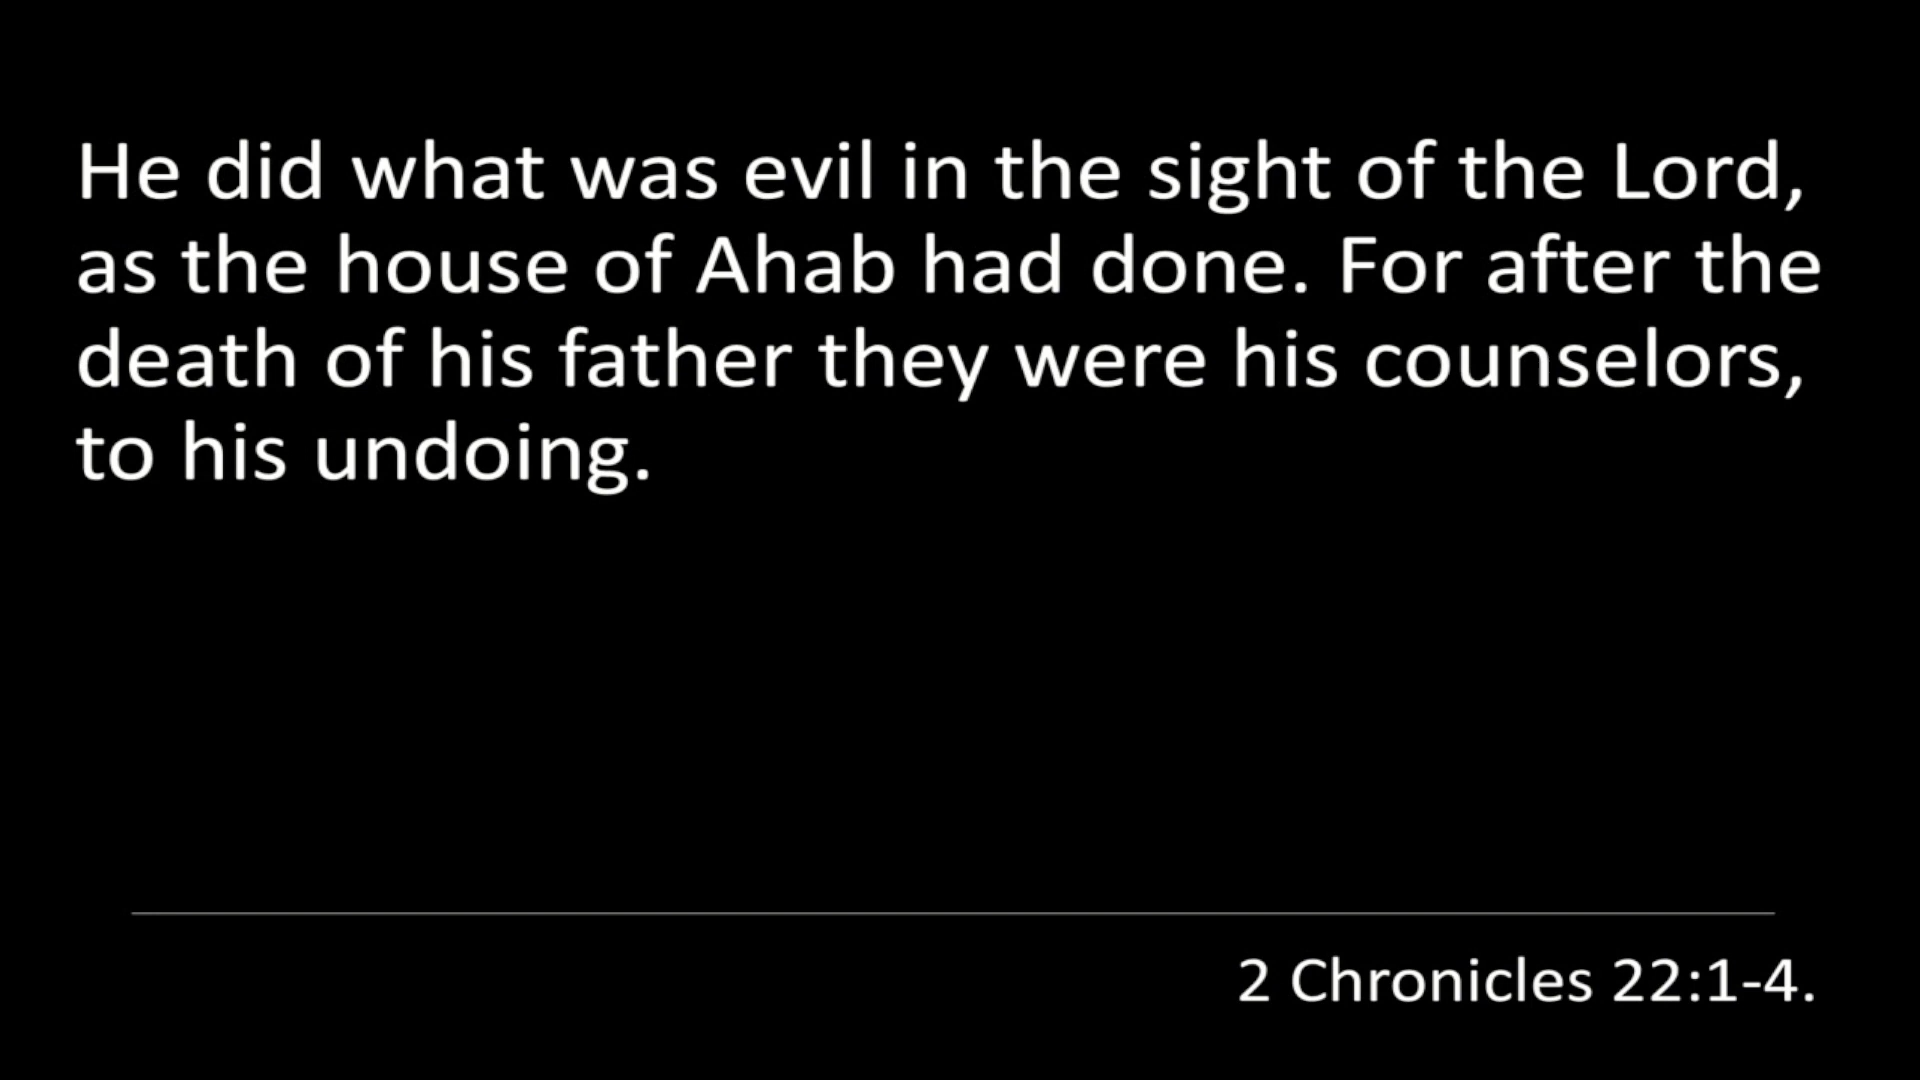 He did what was evil in the sight of the Lord,
as the house of Ahab had done. For after the
death of his father they were his counselors,
to his undoing.
2 Chronicles 22:1-4.